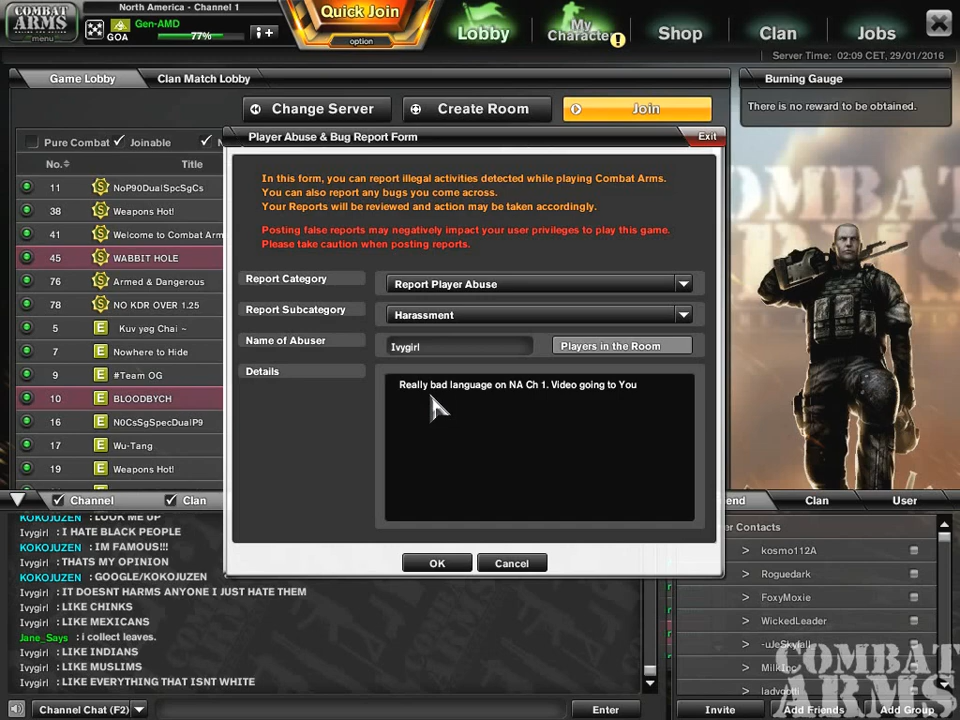 COMBAT
ARMS
menu
North America - Channel 1
Gen-AMD
GOA
77%
Quick Join
option
Lobby
My
Character
Shop
Clan
Jobs
Server Time: 02:09 CET, 29/01/2016
Game Lobby
Clan Match Lobby
Burning Gauge
There is no reward to be obtained.
Change Server
Create Room
Join
Pure Combat
Joinable
No.
Title
11 NoP90DualSpcSgCs
38 Weapons Hot!
41 Welcome to Combat Arm
45 WABBIT HOLE
76 Armed & Dangerous
78 NO KDR OVER 1.25
5 Kuv yeg Chai ~
7 Nowhere to Hide
9 #Team OG
10 BLOODBYCH
16 N0CsSgSpecDualP9
17 Wu-Tang
19 Weapons Hot!
Player Abuse & Bug Report Form
Exit
In this form, you can report illegal activities detected while playing Combat Arms.
You can also report any bugs you come across.
Your Reports will be reviewed and action may be taken accordingly.
Posting false reports may negatively impact your user privileges to play this game.
Please take caution when posting reports.
Report Category
Report Player Abuse
Report Subcategory
Harassment
Name of Abuser
Ivygirl
Players in the Room
Details
Really bad language on NA Ch 1. Video going to You
OK
Cancel
Channel
Clan
KOKOJUZEN : LOOK ME UP
Ivygirl : I HATE BLACK PEOPLE
KOKOJUZEN : IM FAMOUS!!!
Ivygirl : THATS MY OPINION
KOKOJUZEN : GOOGLE/KOKOJUZEN
Ivygirl : IT DOESNT HARMS ANYONE I JUST HATE THEM
Ivygirl : LIKE CHINKS
Ivygirl : LIKE MEXICANS
Jane_Says : i collect leaves.
Ivygirl : LIKE INDIANS
Ivygirl : LIKE MUSLIMS
Ivygirl : LIKE EVERYTHING THAT ISNT WHITE
Channel Chat (F2)
Enter
end
Clan
User
er Contacts
> kosmo112A
> Roguedark
> FoxyMoxie
> WickedLeader
> MilkInc
Invite
Add Friends
Add Group
COMBAT
ARMS